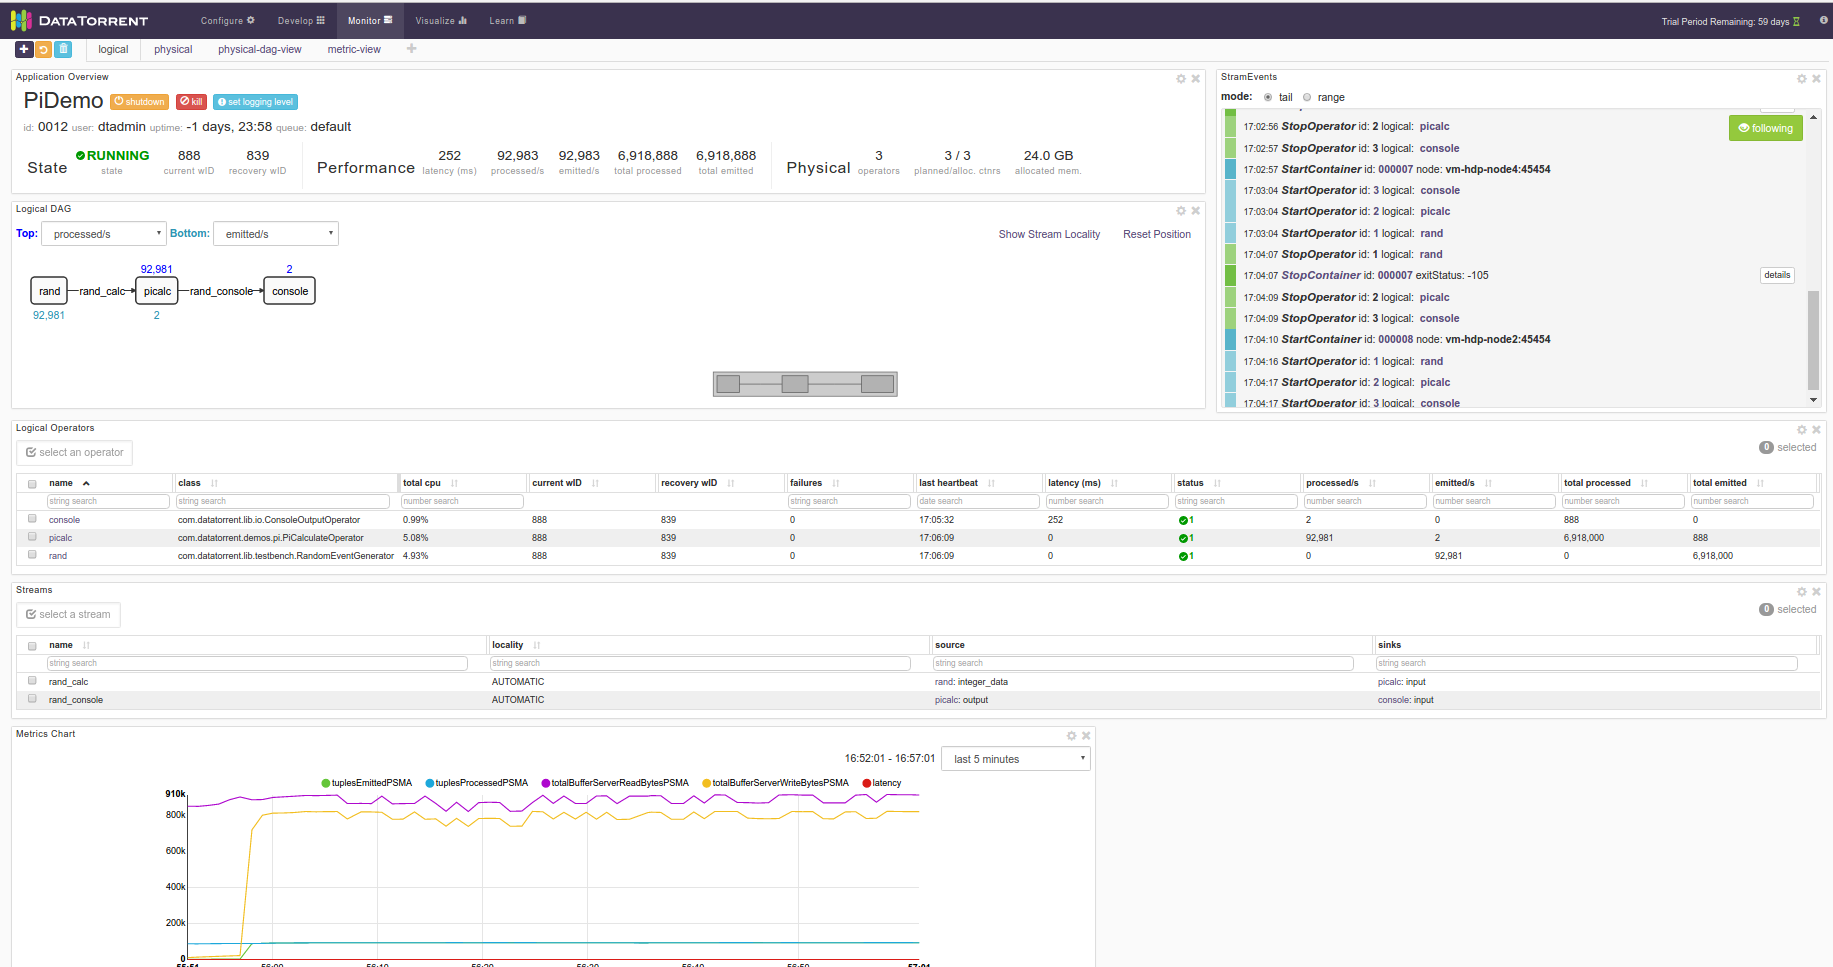 DATATORRENT Configure Develop Monitor Visualize Learn Trial Period Remaining: 59 days
logical physical physical-dag-view metric-view
Application Overview
PiDemo shutdown kill set logging level
id: 0012 user: dtadmin uptime: -1 days, 23:58 queue: default
State RUNNING 888 839 Performance 252 92,983 92,983 6,918,888 6,918,888 Physical 3 3 / 3 24.0 GB
state current wID recovery wID latency (ms) processed/s emitted/s total processed total emitted operators planned/alloc. ctnrs allocated mem.
Logical DAG
Top: processed/s Bottom: emitted/s Show Stream Locality Reset Position
92,981 2
rand rand_calc picalc rand_console console
92,981 2
StramEvents
mode: tail range
following
17:02:56 StopOperator id: 2 logical: picalc
17:02:57 StopOperator id: 3 logical: console
17:02:57 StartContainer id: 000007 node: vm-hdp-node4:45454
17:03:04 StartOperator id: 3 logical: console
17:03:04 StartOperator id: 2 logical: picalc
17:03:04 StartOperator id: 1 logical: rand
17:04:07 StopOperator id: 1 logical: rand
17:04:07 StopContainer id: 000007 exitStatus: -105 details
17:04:09 StopOperator id: 2 logical: picalc
17:04:09 StopOperator id: 3 logical: console
17:04:10 StartContainer id: 000008 node: vm-hdp-node2:45454
17:04:16 StartOperator id: 1 logical: rand
17:04:17 StartOperator id: 2 logical: picalc
17:04:17 StartOperator id: 3 logical: console
Logical Operators
select an operator 0 selected
name class total cpu current wID recovery wID failures last heartbeat latency (ms) status processed/s emitted/s total processed total emitted
string search string search number search string search date search number search string search number search number search number search number search
console com.datatorrent.lib.io.ConsoleOutputOperator 0.99% 888 839 0 17:05:32 252 1 2 0 888 0
picalc com.datatorrent.demos.pi.PiCalculateOperator 5.08% 888 839 0 17:06:09 0 1 92,981 2 6,918,000 888
rand com.datatorrent.lib.testbench.RandomEventGenerator 4.93% 888 839 0 17:06:09 0 1 0 92,981 0 6,918,000
Streams
select a stream 0 selected
name locality source sinks
string search string search string search string search
rand_calc AUTOMATIC rand: integer_data picalc: input
rand_console AUTOMATIC picalc: output console: input
Metrics Chart
16:52:01 - 16:57:01 last 5 minutes
tuplesEmittedPSMA tuplesProcessedPSMA totalBufferServerReadBytesPSMA totalBufferServerWriteBytesPSMA latency
910k
800k
600k
400k
200k
0
55:51 56:00 56:10 56:20 56:30 56:40 56:50 57:01